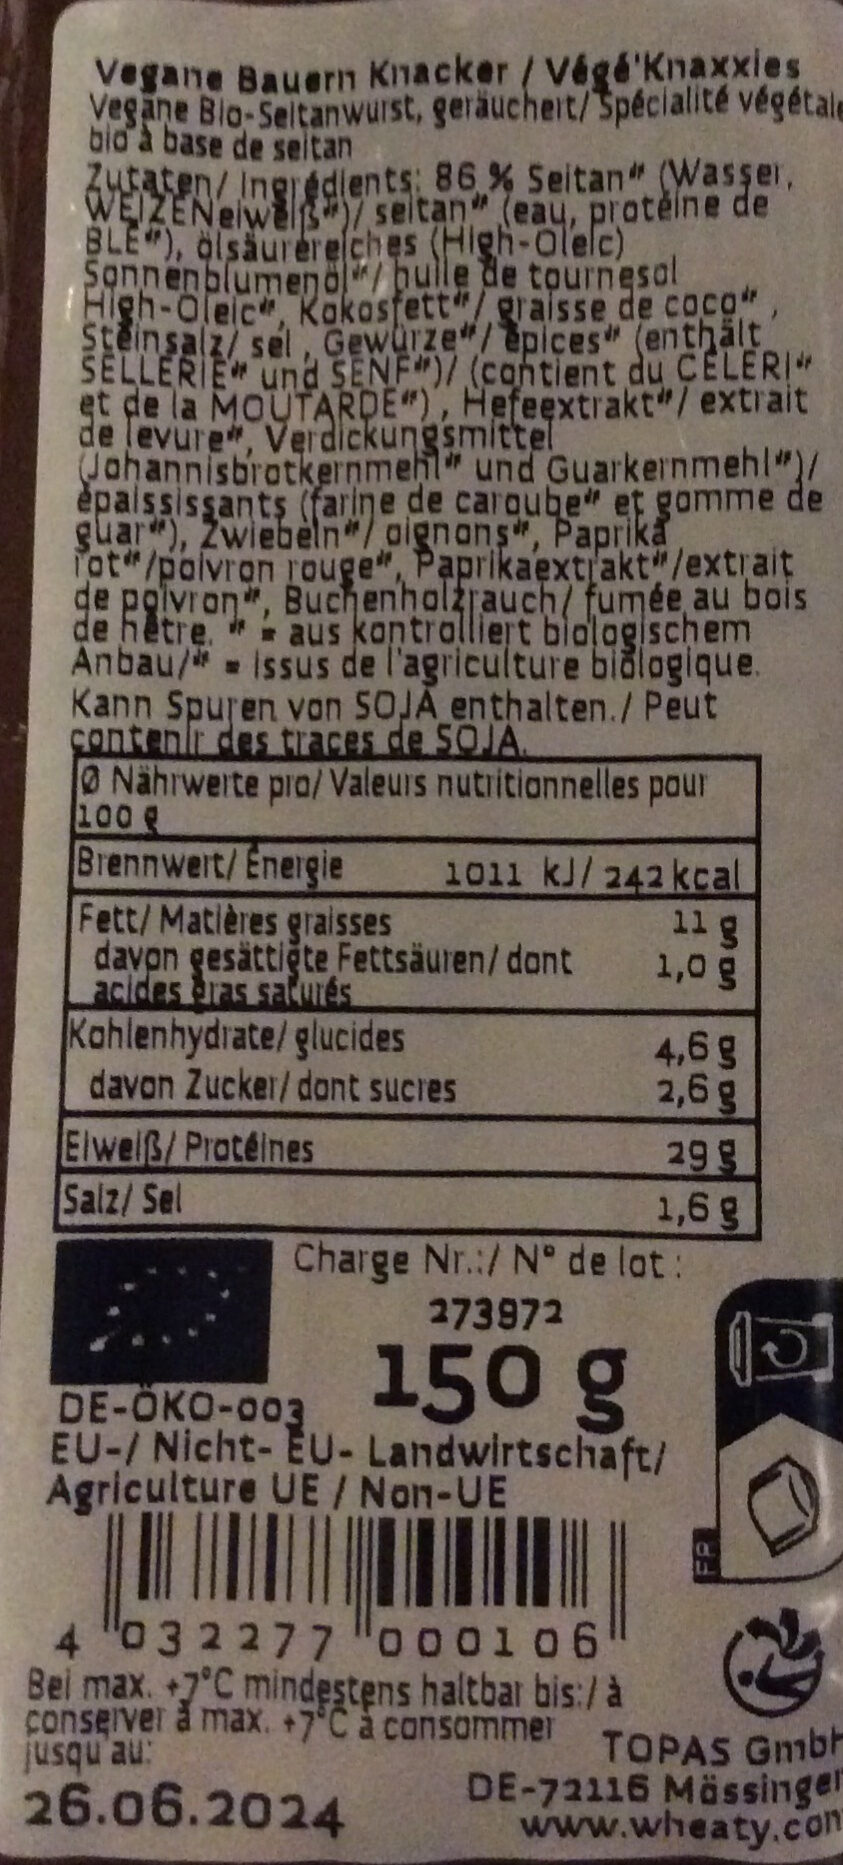 Vegane Bauern Knacker / Végé'Knaxxies
Vegane Bio-Seitanwurst, geräuchert/ Spécialité végétale
bio à base de seitan
Zutaten/ Ingrédients: 86 % Seitan" (Wasser,
WEIZENeiweiß")/ seitan" (eau, protéine de
BLÉ"), ölsäurereiches (High-Oleic)
Sonnenblumenöl"/ huile de tournesol
High-Oleic", Kokosfett"/ graisse de coco",
Steinsalz/ sel , Gewürze"/ épices" (enthält
SELLERIE" und SENF")/ (contient du CÉLERI"
et de la MOUTARDE") , Hefeextrakt"/ extrait
de levure", Verdickungsmittel
(Johannisbrotkernmehl" und Guarkernmehl")/
épaississants (farine de caroube" et gomme de
guar"), Zwiebeln"/ oignons", Paprika
rot"/poivron rouge", Paprikaextrakt"/extrait
de poivron", Buchenholzrauch/ fumée au bois
de hêtre. " = aus kontrolliert biologischem
Anbau/" = issus de l'agriculture biologique.
Kann Spuren von SOJA enthalten./ Peut
contenir des traces de SOJA.
Ø Nährwerte pro/ Valeurs nutritionnelles pour
100 g
Brennwert/ Énergie 1011 kJ/ 242 kcal
Fett/ Matières graisses 11 g
davon gesättigte Fettsäuren/ dont 1,0 g
acides gras saturés
Kohlenhydrate/ glucides 4,6 g
davon Zucker/ dont sucres 2,6 g
Eiweiß/ Protéines 29 g
Salz/ Sel 1,6 g
Charge Nr.:/ N° de lot :
273972
150 g
DE-ÖKO-003
EU-/ Nicht- EU- Landwirtschaft/
Agriculture UE / Non-UE
FR
4 032277 000106
Bei max. +7°C mindestens haltbar bis:/ à
conserver à max. +7°C à consommer
jusqu'au:
26.06.2024
TOPAS GmbH
DE-72116 Mössingen
www.wheaty.com